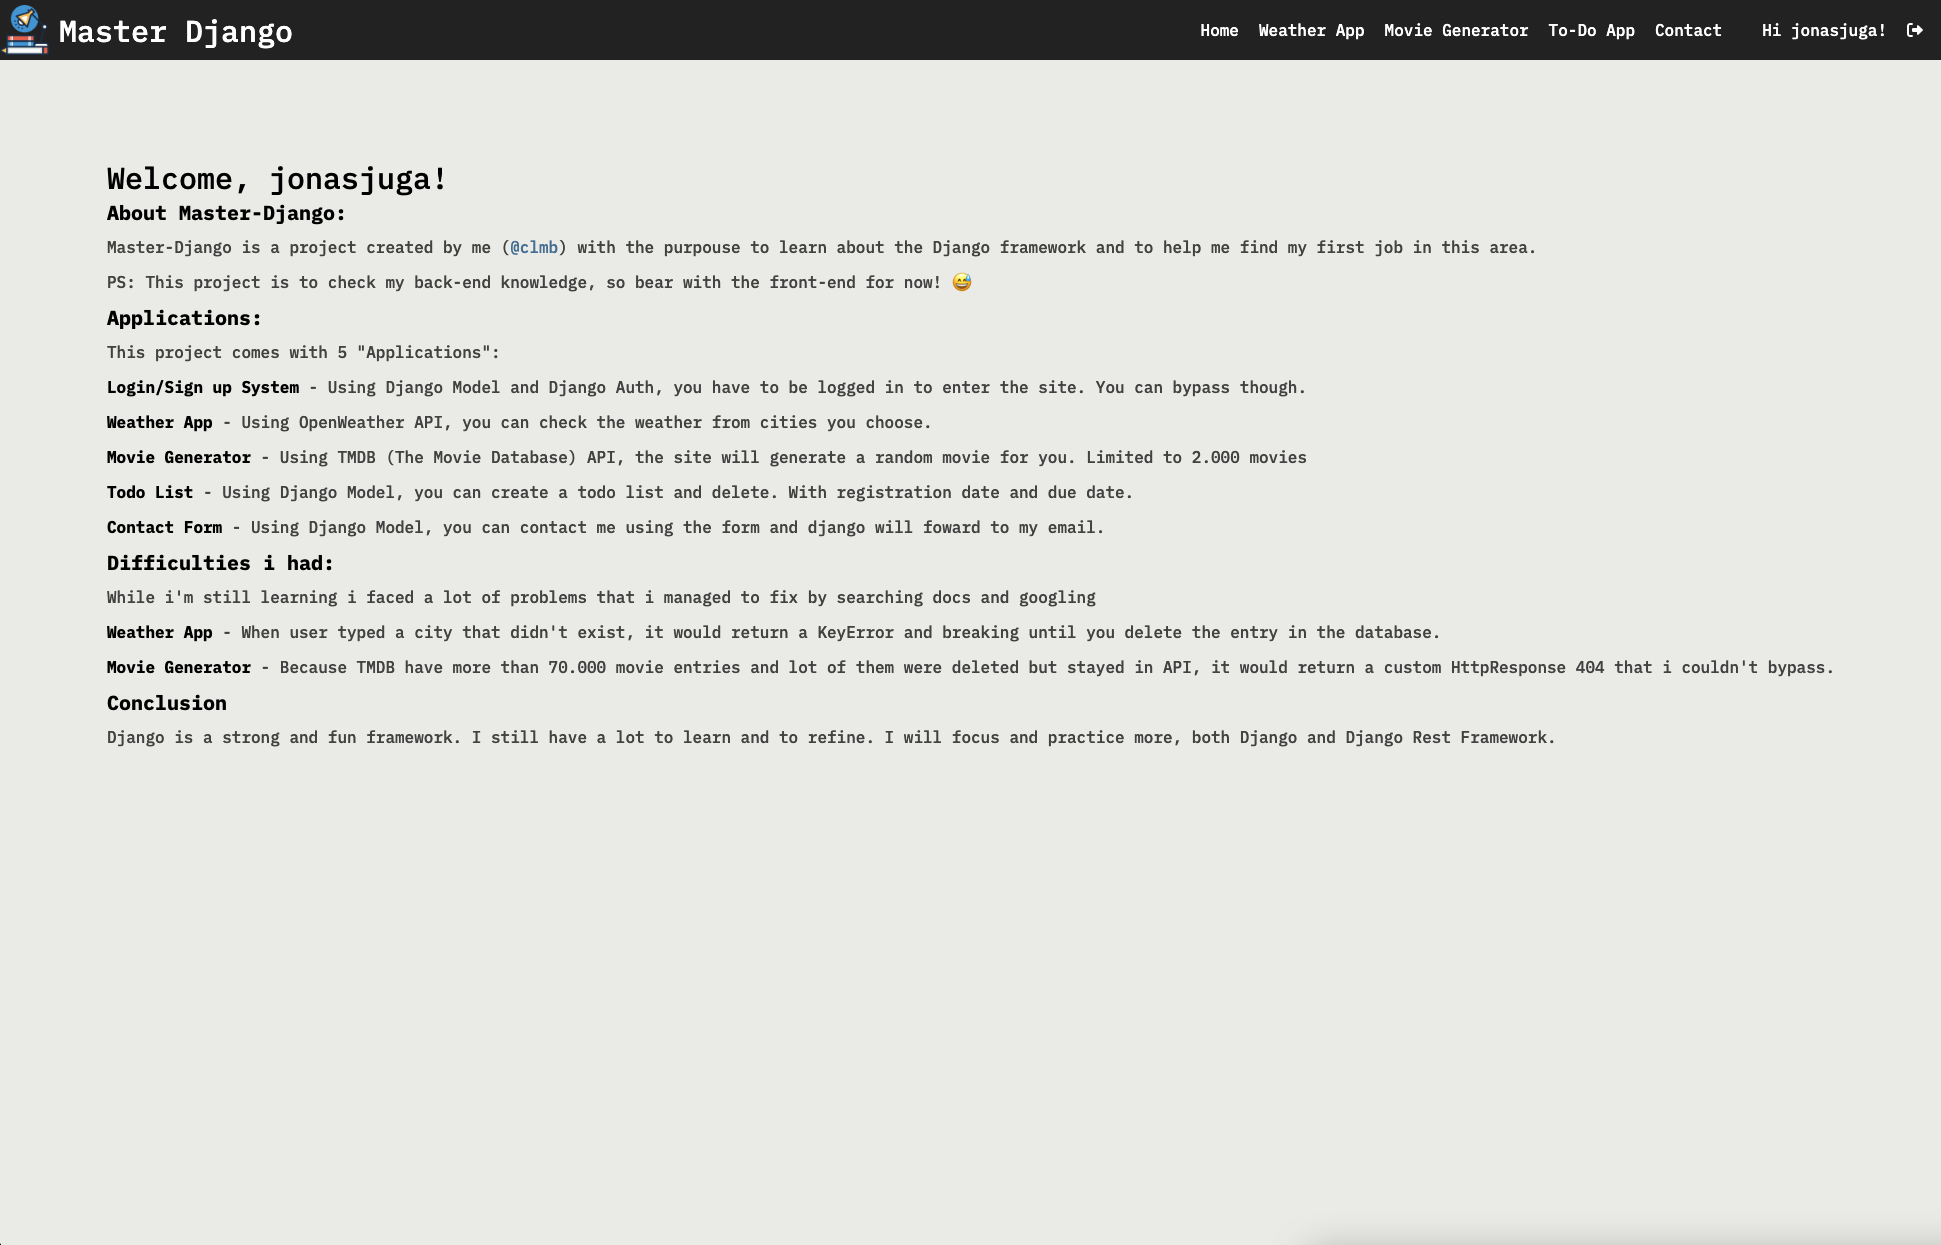 Master Django
Home Weather App Movie Generator To-Do App Contact Hi jonasjuga!
Welcome, jonasjuga!
About Master-Django:
Master-Django is a project created by me (@clmb) with the purpouse to learn about the Django framework and to help me find my first job in this area.
PS: This project is to check my back-end knowledge, so bear with the front-end for now! 😅
Applications:
This project comes with 5 "Applications":
Login/Sign up System - Using Django Model and Django Auth, you have to be logged in to enter the site. You can bypass though.
Weather App - Using OpenWeather API, you can check the weather from cities you choose.
Movie Generator - Using TMDB (The Movie Database) API, the site will generate a random movie for you. Limited to 2.000 movies
Todo List - Using Django Model, you can create a todo list and delete. With registration date and due date.
Contact Form - Using Django Model, you can contact me using the form and django will foward to my email.
Difficulties i had:
While i'm still learning i faced a lot of problems that i managed to fix by searching docs and googling
Weather App - When user typed a city that didn't exist, it would return a KeyError and breaking until you delete the entry in the database.
Movie Generator - Because TMDB have more than 70.000 movie entries and lot of them were deleted but stayed in API, it would return a custom HttpResponse 404 that i couldn't bypass.
Conclusion
Django is a strong and fun framework. I still have a lot to learn and to refine. I will focus and practice more, both Django and Django Rest Framework.